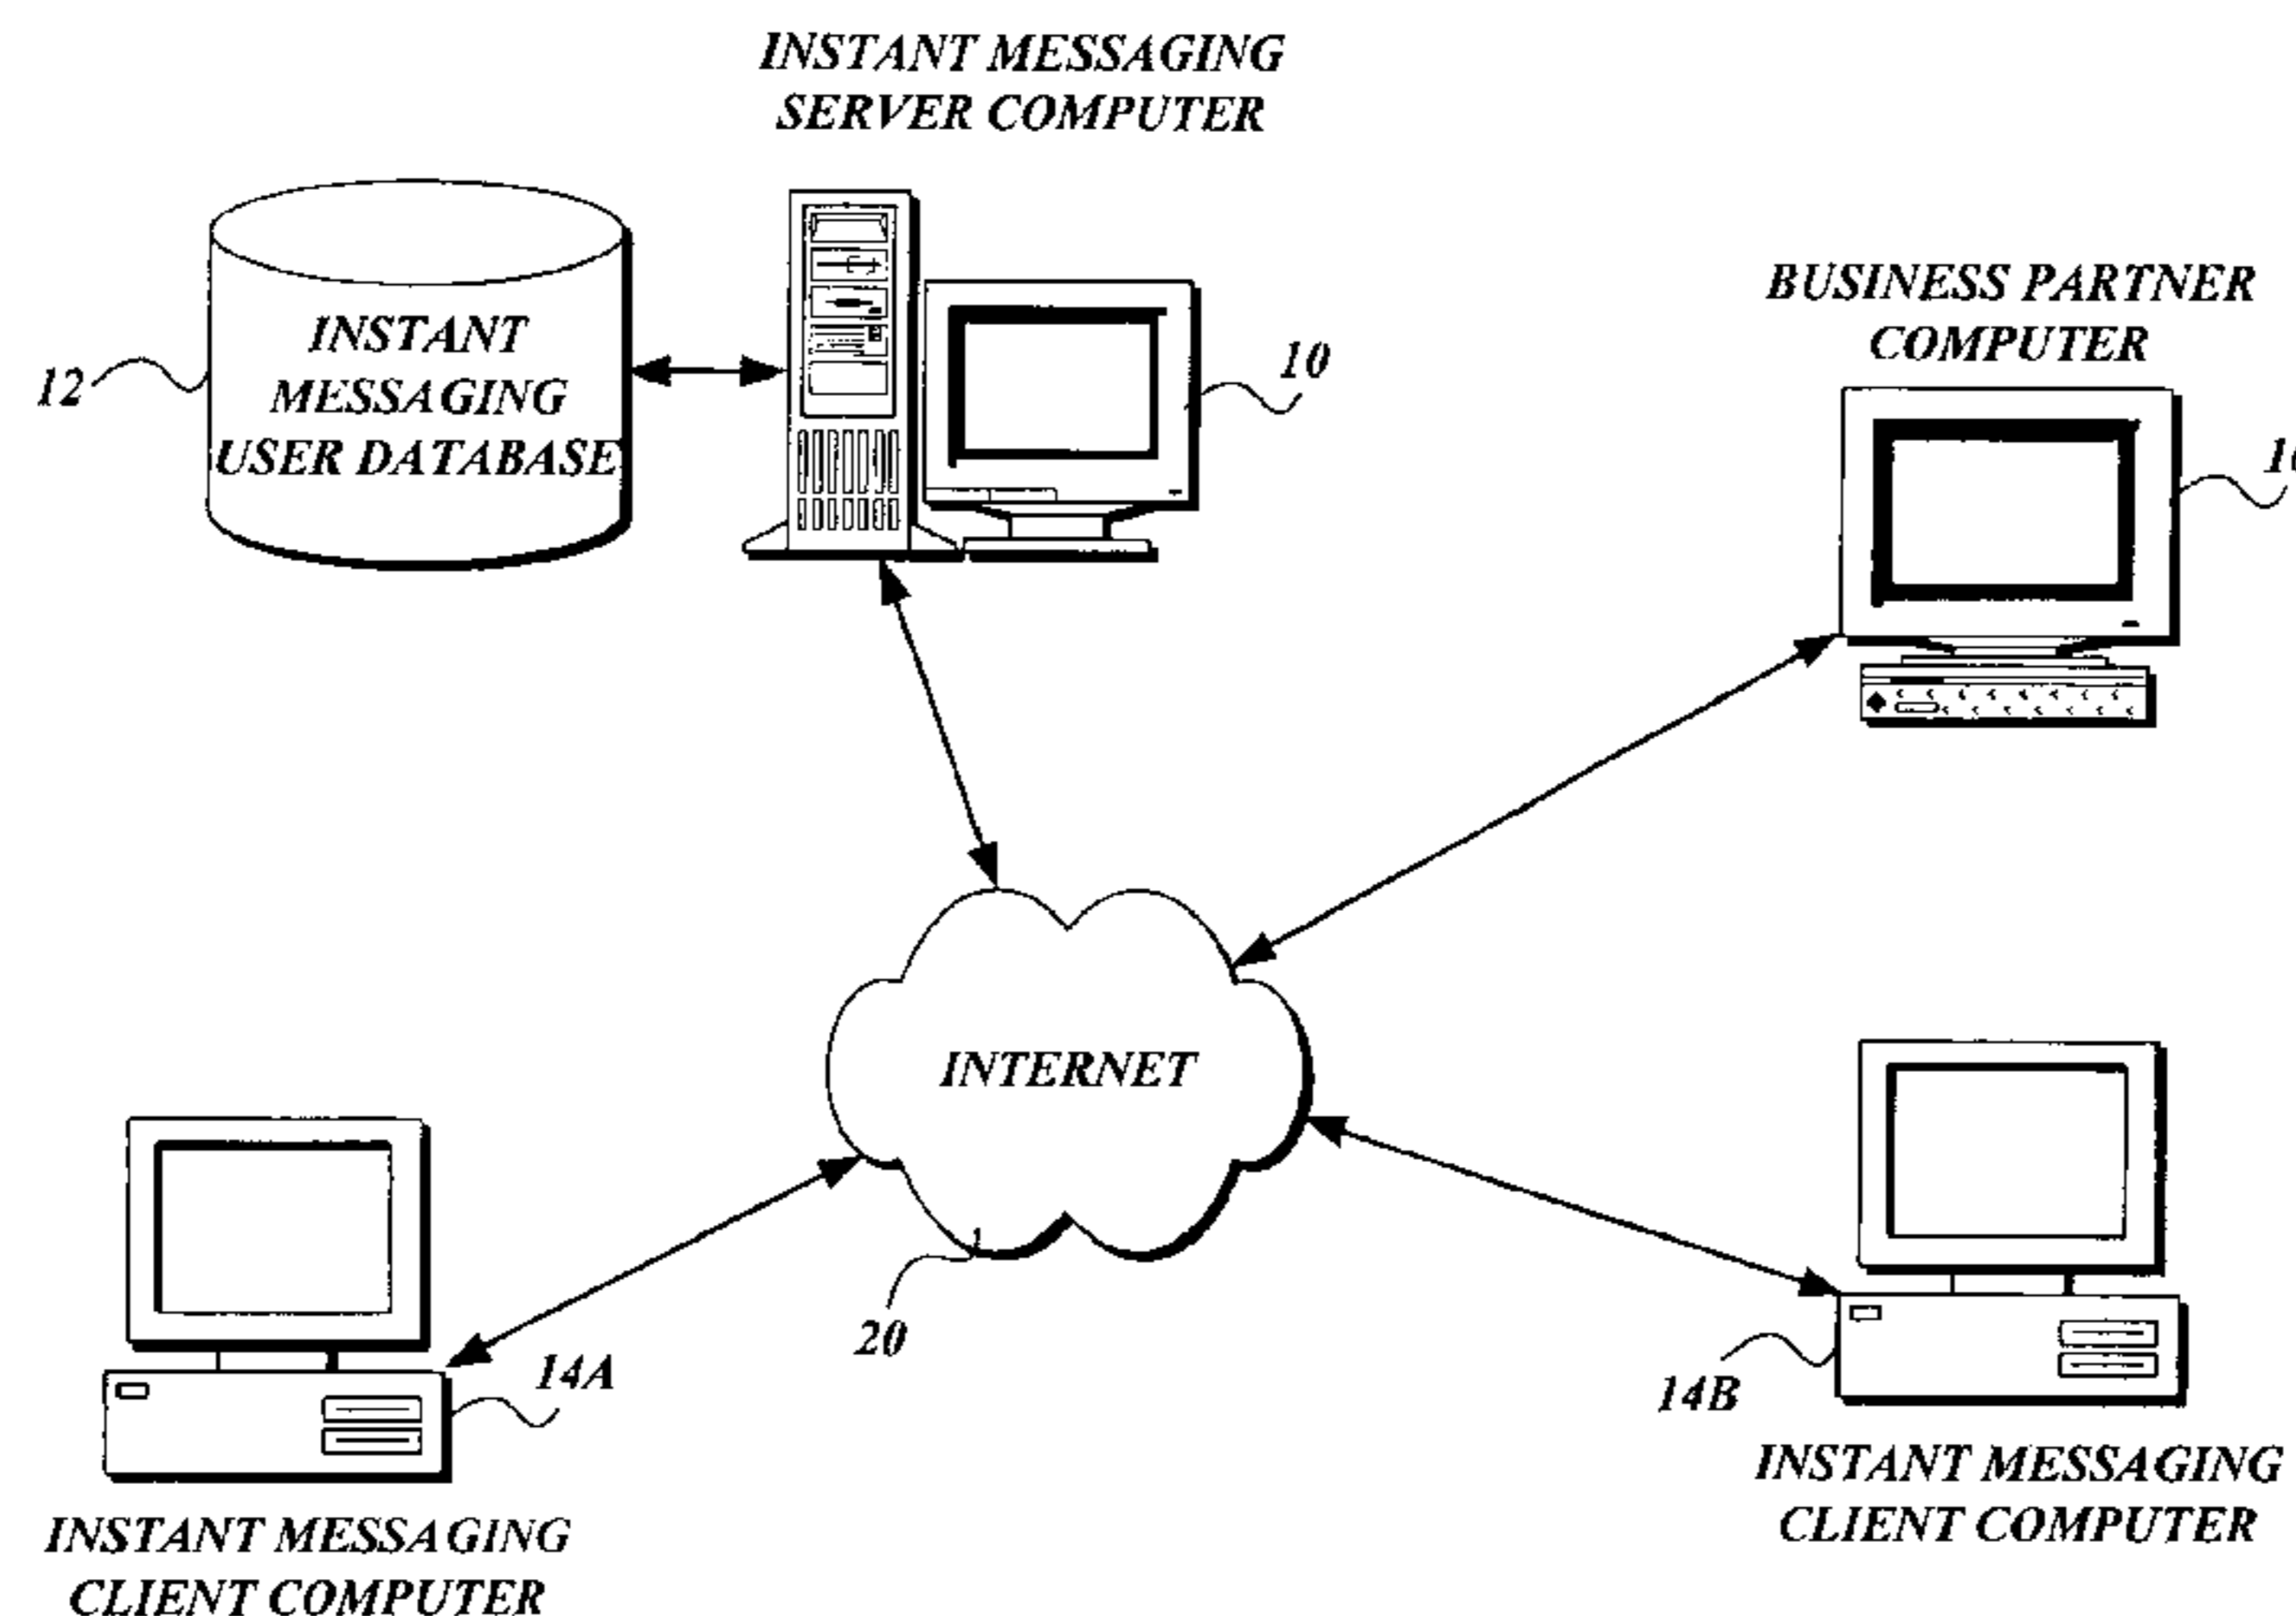 INSTANT MESSAGING
SERVER COMPUTER
INSTANT
MESSAGING
USER DATABASE
12
10
BUSINESS PARTNER
COMPUTER
INTERNET
20
14A
INSTANT MESSAGING
CLIENT COMPUTER
14B
INSTANT MESSAGING
CLIENT COMPUTER